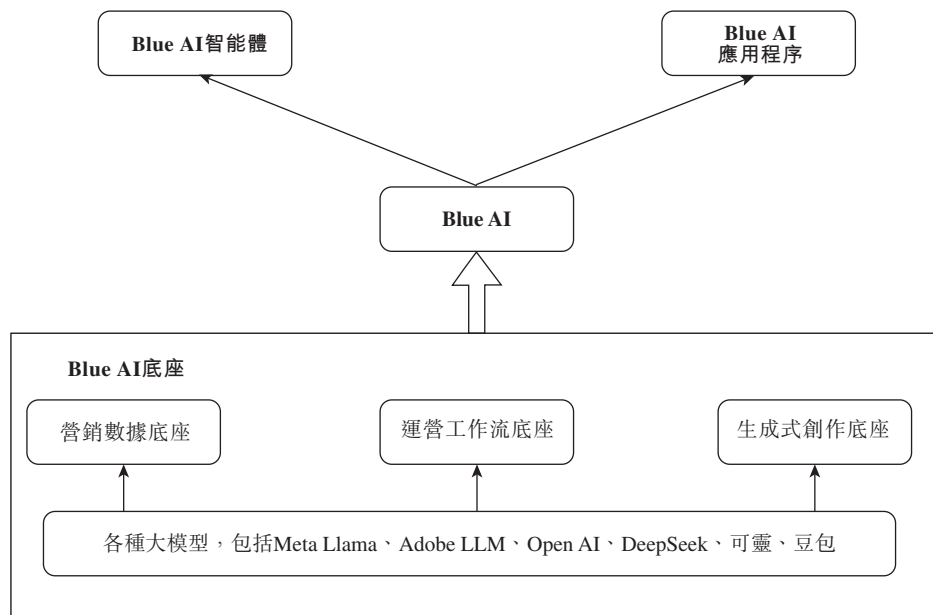 Blue AI智能體
Blue AI
應用程序
Blue AI
Blue AI底座
營銷數據底座
運營工作流底座
生成式創作底座
各種大模型，包括Meta Llama、Adobe LLM、Open AI、DeepSeek、可靈、豆包